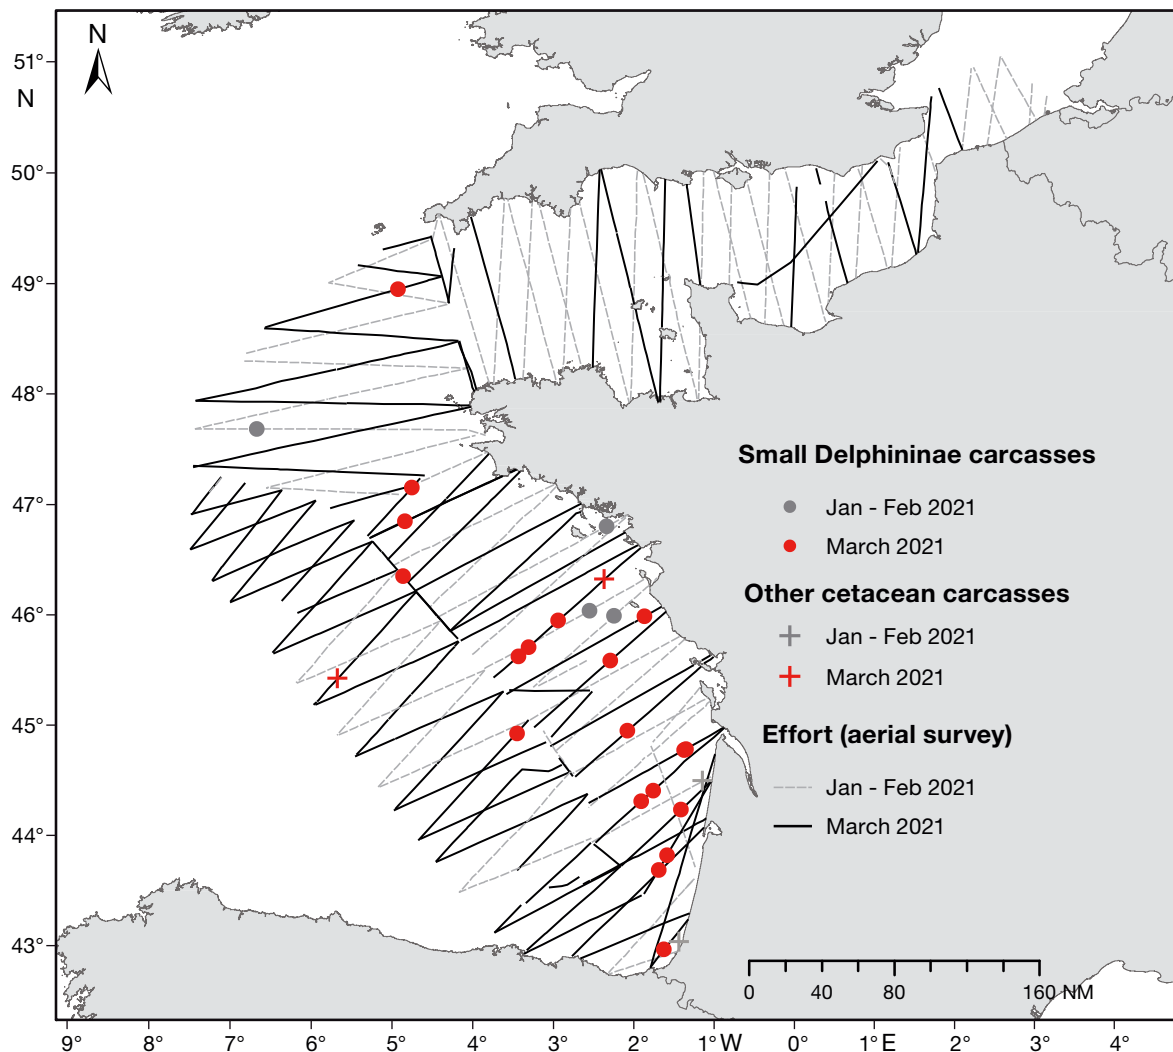 N
51°
N
50°
49°
48°
47°
46°
45°
44°
43°
Small Delphininae carcasses
Jan - Feb 2021
March 2021
Other cetacean carcasses
Jan - Feb 2021
March 2021
Effort (aerial survey)
Jan - Feb 2021
March 2021
0 40 80 160 NM
9° 8° 7° 6° 5° 4° 3° 2° 1° W 0° 1° E 2° 3° 4°